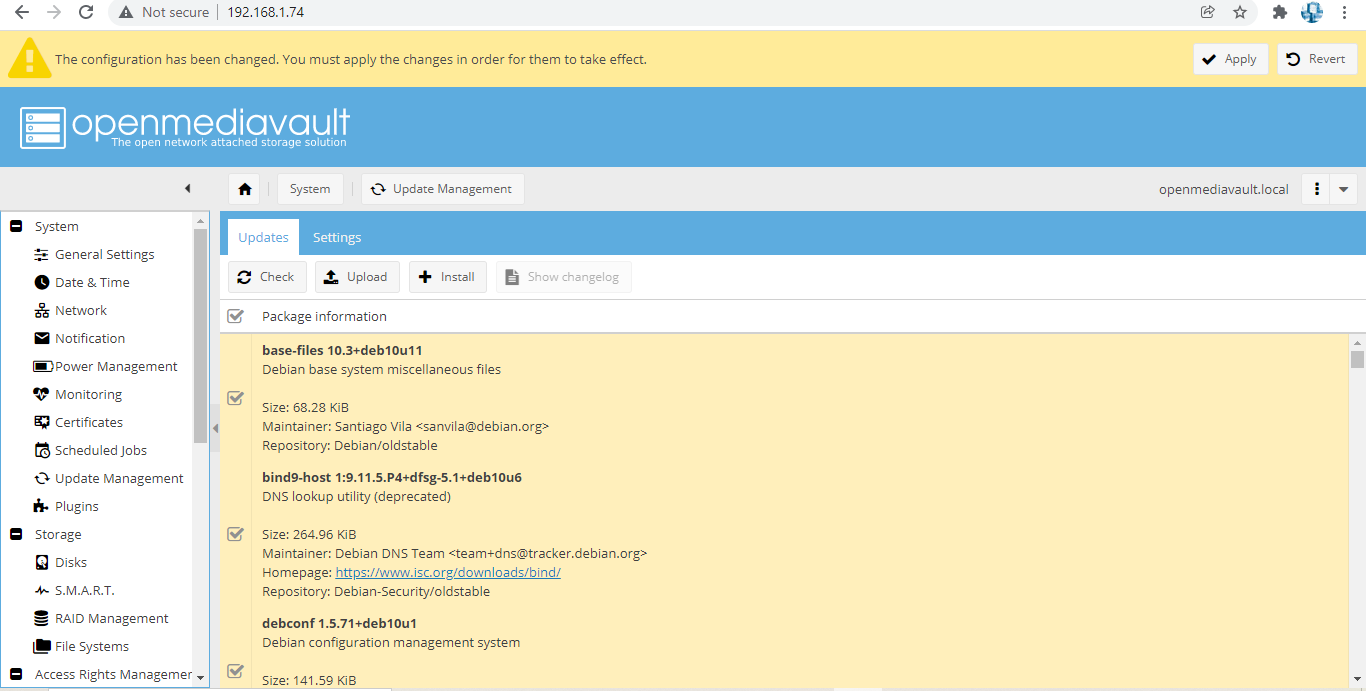 Not secure
192.168.1.74
The configuration has been changed. You must apply the changes in order for them to take effect.
Apply
Revert
openmediavault
The open network attached storage solution
System
Update Management
openmediavault.local
System
General Settings
Date & Time
Network
Notification
Power Management
Monitoring
Certificates
Scheduled Jobs
Update Management
Plugins
Storage
Disks
S.M.A.R.T.
RAID Management
File Systems
Access Rights Managemer
Updates
Settings
Check
Upload
Install
Show changelog
Package information
base-files 10.3+deb10u11
Debian base system miscellaneous files
Size: 68.28 KiB
Maintainer: Santiago Vila <sanvila@debian.org>
Repository: Debian/oldstable
bind9-host 1:9.11.5.P4+dfsg-5.1+deb10u6
DNS lookup utility (deprecated)
Size: 264.96 KiB
Maintainer: Debian DNS Team <team+dns@tracker.debian.org>
Homepage: https://www.isc.org/downloads/bind/
Repository: Debian-Security/oldstable
debconf 1.5.71+deb10u1
Debian configuration management system
Size: 141.59 KiB